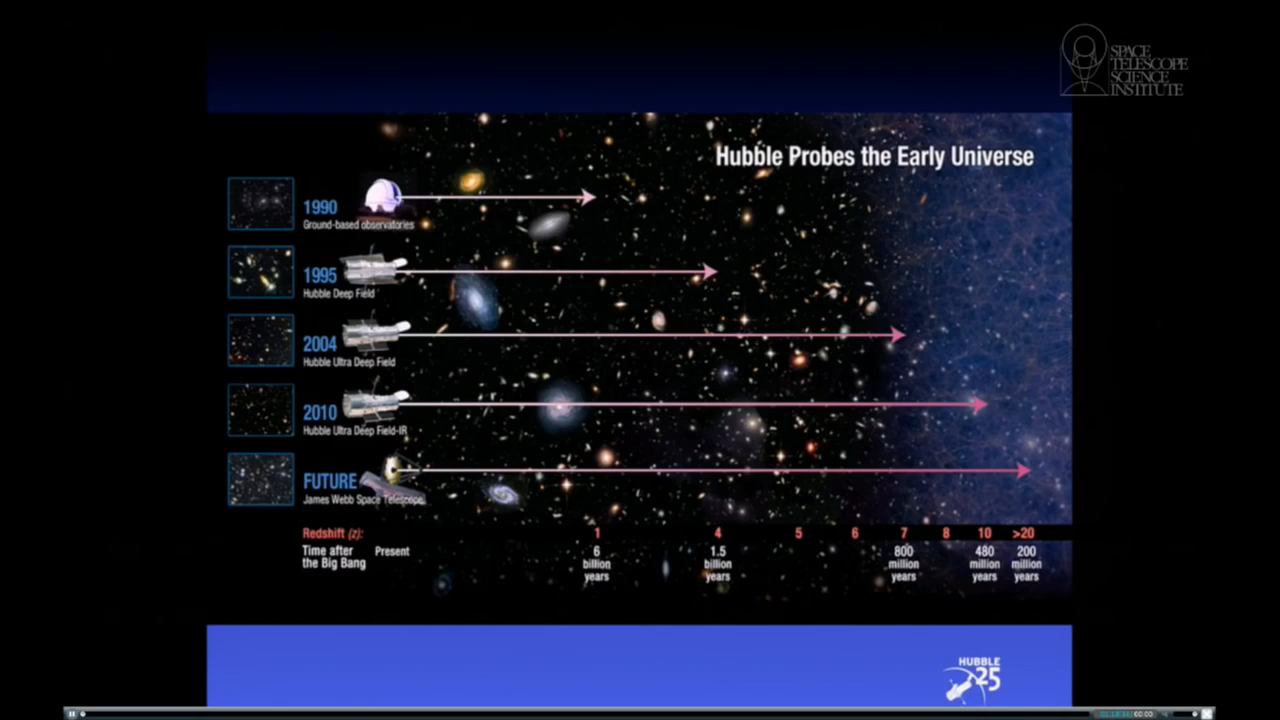 SPACE
TELESCOPE
SCIENCE
INSTITUTE
Hubble Probes the Early Universe
1990
Ground-based observatories
1995
Hubble Deep Field
2004
Hubble Ultra Deep Field
2010
Hubble Ultra Deep Field-IR
FUTURE
James Webb Space Telescope
Redshift (z): 1 4 5 6 7 8 10 >20
Time after Present 6 1.5 800 480 200
the Big Bang billion billion million million million
years years years years years
HUBBLE
25
00:00